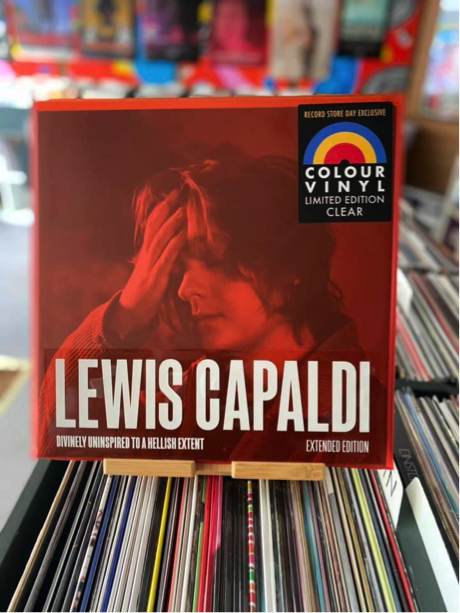 RECORD STORE DAY EXCLUSIVE
COLOUR
VINYL
LIMITED EDITION
CLEAR
LEWIS CAPALDI
DIVINELY UNINSPIRED TO A HELLISH EXTENT
EXTENDED EDITION